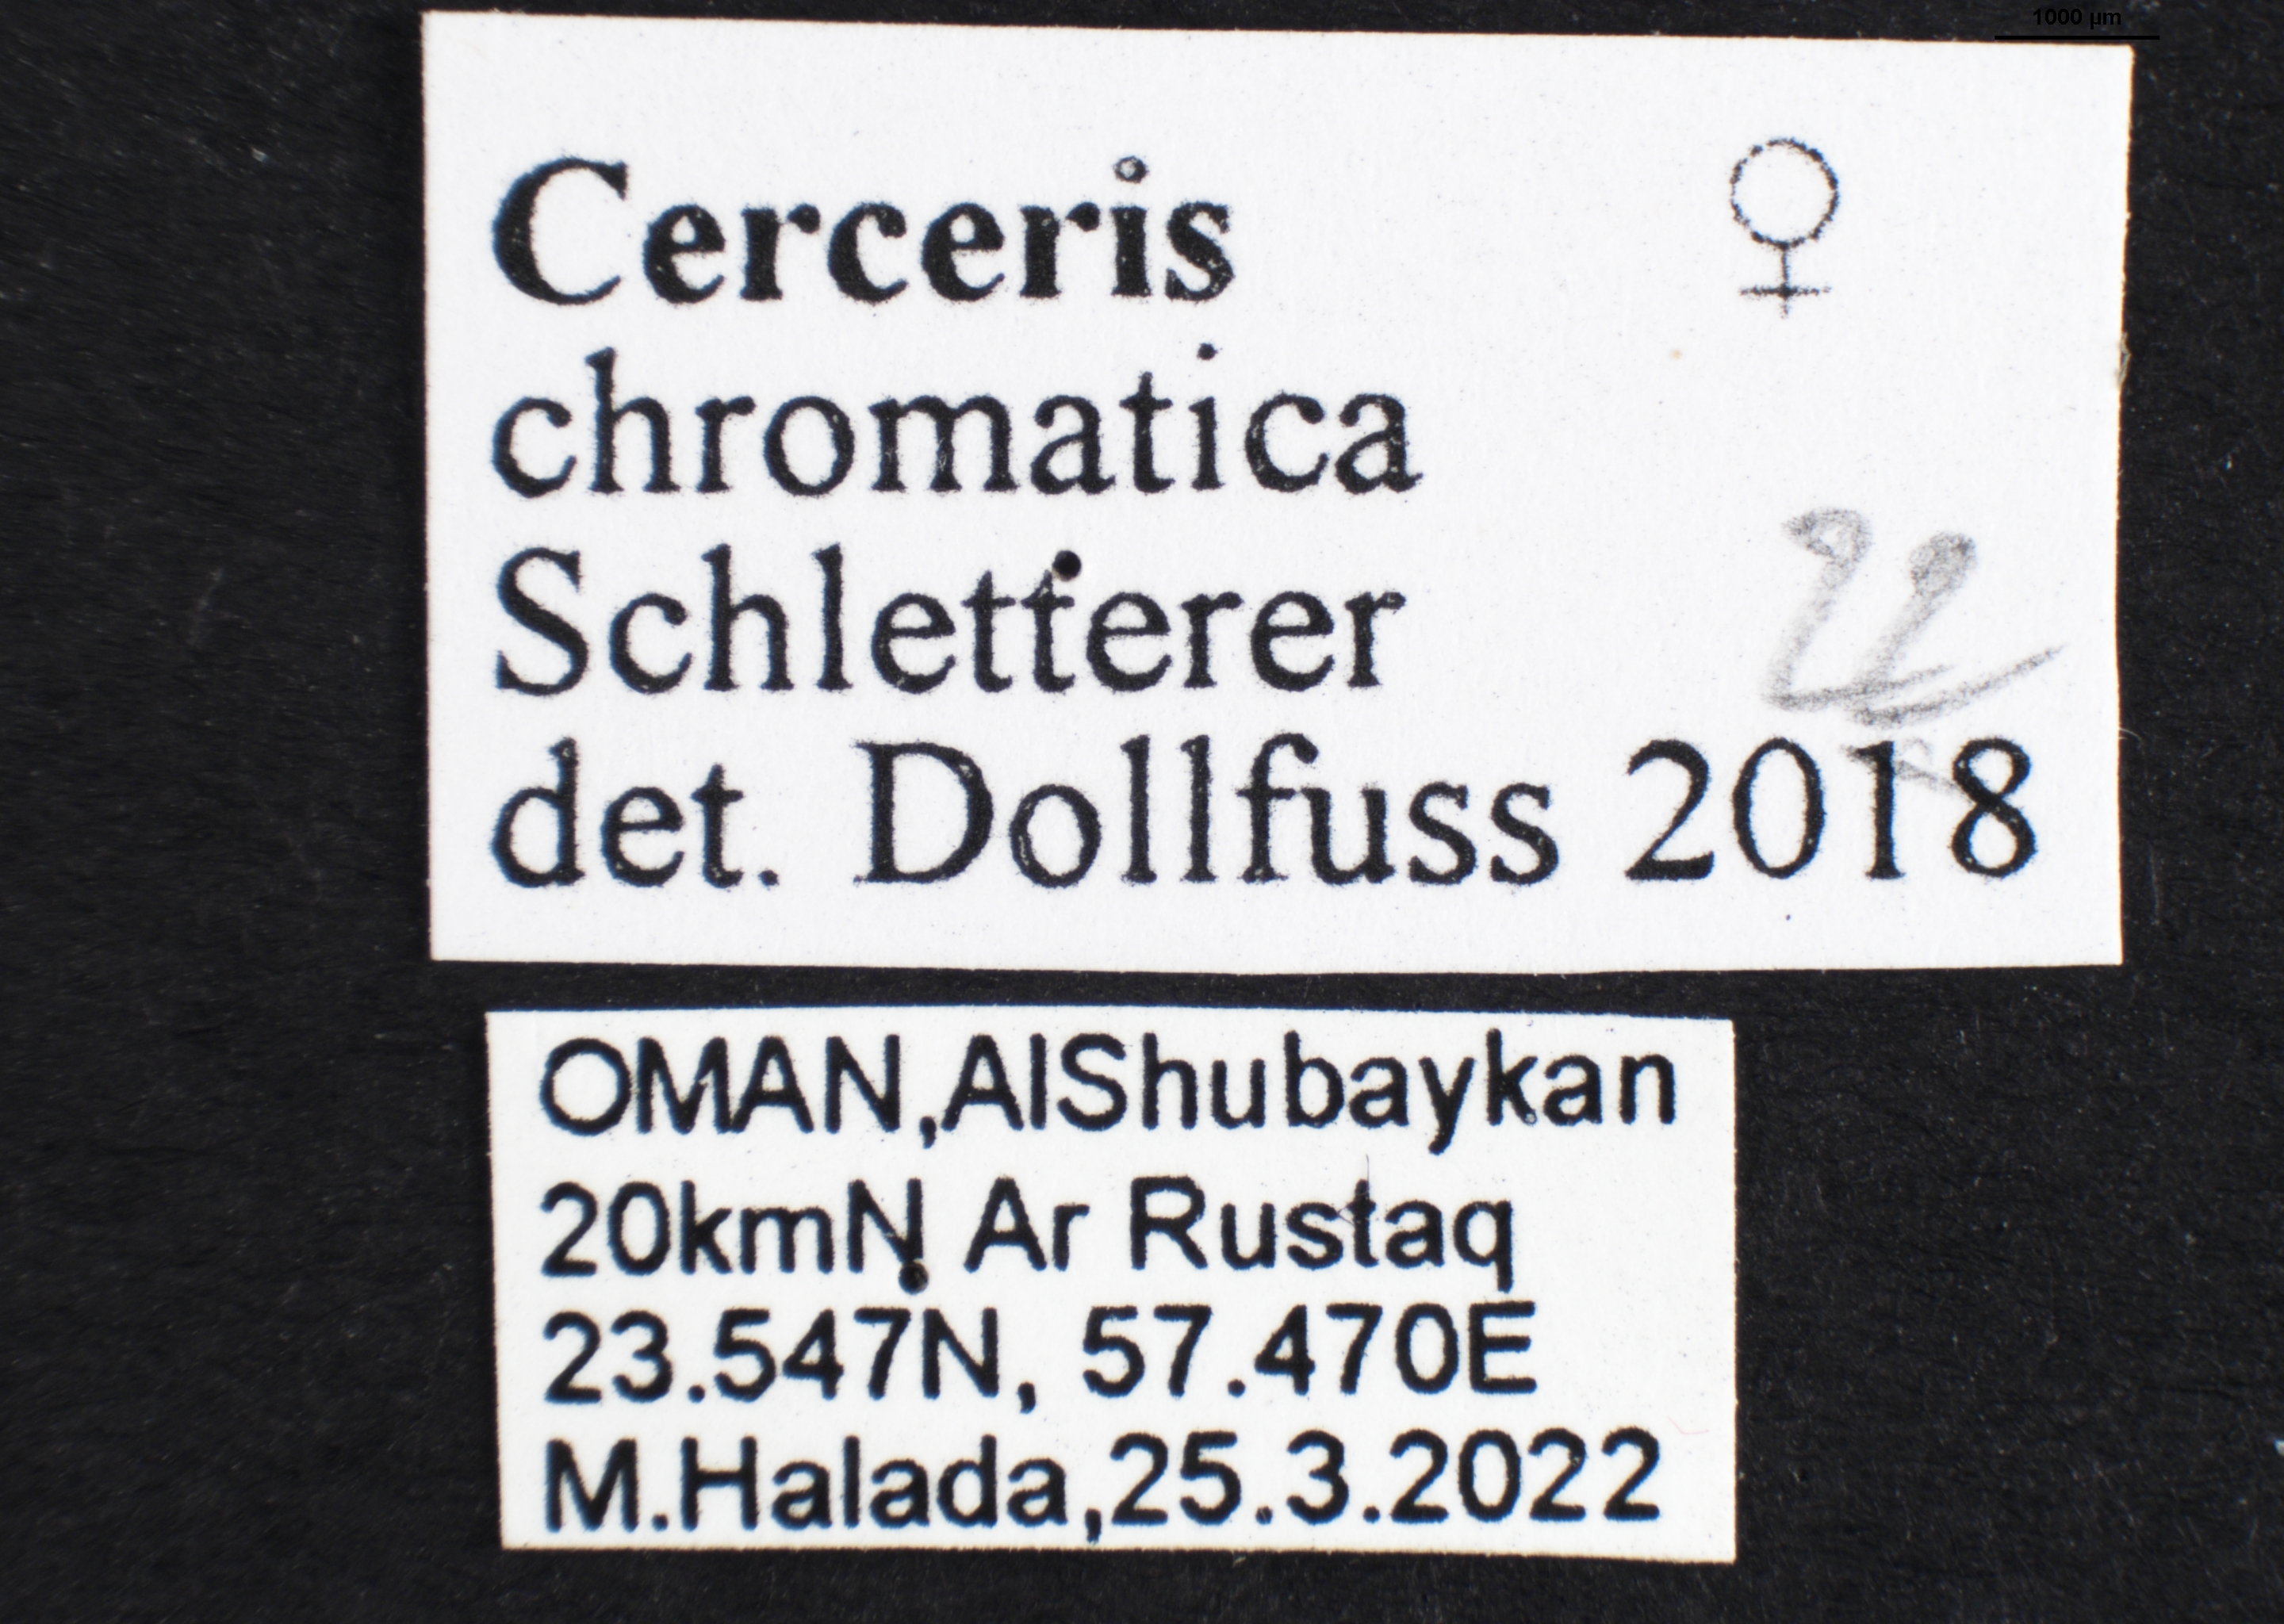 1000 µm
Cerceris ♀
chromatica
Schletterer
22
det. Dollfuss 2018
OMAN,AlShubaykan
20kmN Ar Rustaq
23.547N, 57.470E
M.Halada,25.3.2022